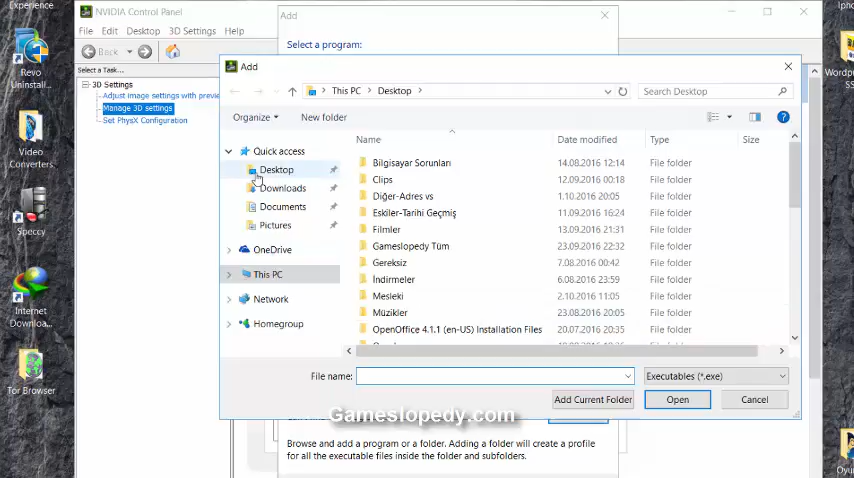 Exclusive
Iphon
NVIDIA Control Panel
File Edit Desktop 3D Settings Help
Back
Select a Task...
3D Settings
Adjust image settings with previe
Manage 3D settings
Set PhysX Configuration
Add
Select a program:
Add
This PC Desktop
Search Desktop
Organize New folder
Name Date modified Type Size
Quick access
Desktop
Downloads
Documents
Pictures
OneDrive
This PC
Network
Homegroup
Bilgisayar Sorunları 14.08.2016 12:14 File folder
Clips 12.09.2016 00:18 File folder
Diğer-Adres vs 1.10.2016 20:05 File folder
Eskiler-Tarihi Geçmiş 11.09.2016 16:24 File folder
Filmler 13.09.2016 21:31 File folder
Gameslopedy Tüm 23.09.2016 22:32 File folder
Gereksiz 7.08.2016 00:42 File folder
İndirmeler 6.08.2016 23:59 File folder
Mesleki 2.10.2016 11:05 File folder
Müzikler 23.08.2016 20:05 File folder
OpenOffice 4.1.1 (en-US) Installation Files 20.07.2016 20:35 File folder
File name:
Executables (*.exe)
Add Current Folder Open Cancel
Gameslopedy.com
Browse and add a program or a folder. Adding a folder will create a profile
for all the executable files inside the folder and subfolders.
Revo
Uninstall...
Video
Converters.
Speccy
Internet
Downloa...
Tor Browser
Wordpr
Oyu